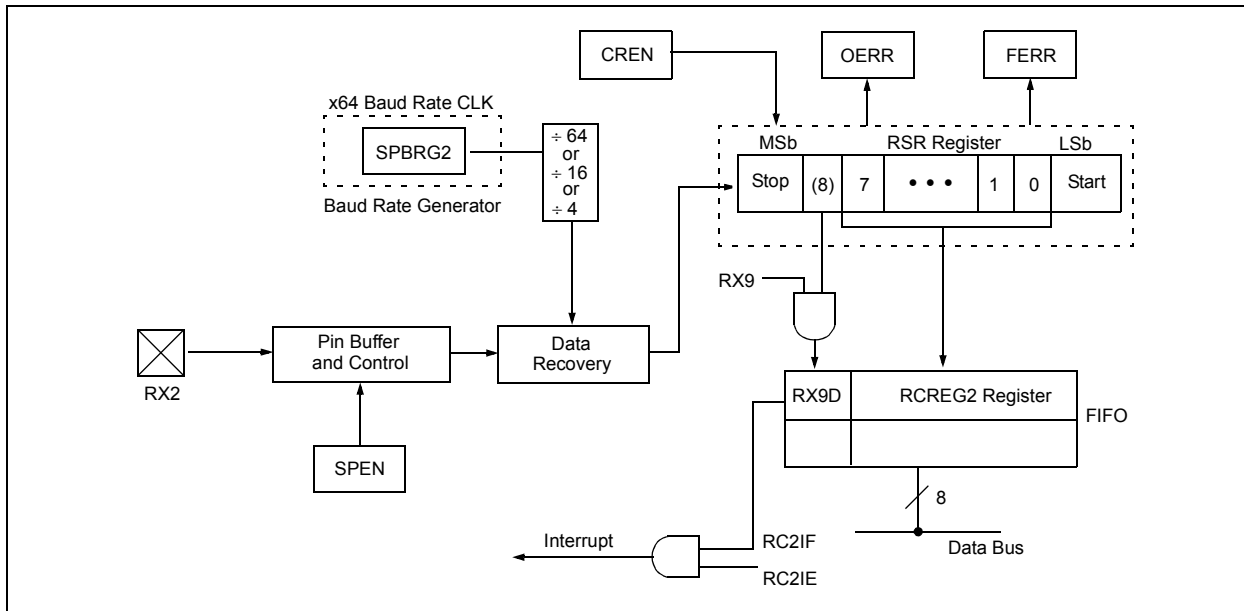 CREN
OERR
FERR
x64 Baud Rate CLK
SPBRG2
Baud Rate Generator
÷ 64
or
÷ 16
or
÷ 4
MSb
RSR Register
LSb
Stop
(8)
7
• • •
1
0
Start
RX9
RX2
Pin Buffer
and Control
Data
Recovery
SPEN
RX9D
RCREG2 Register
FIFO
8
Data Bus
Interrupt
RC2IF
RC2IE